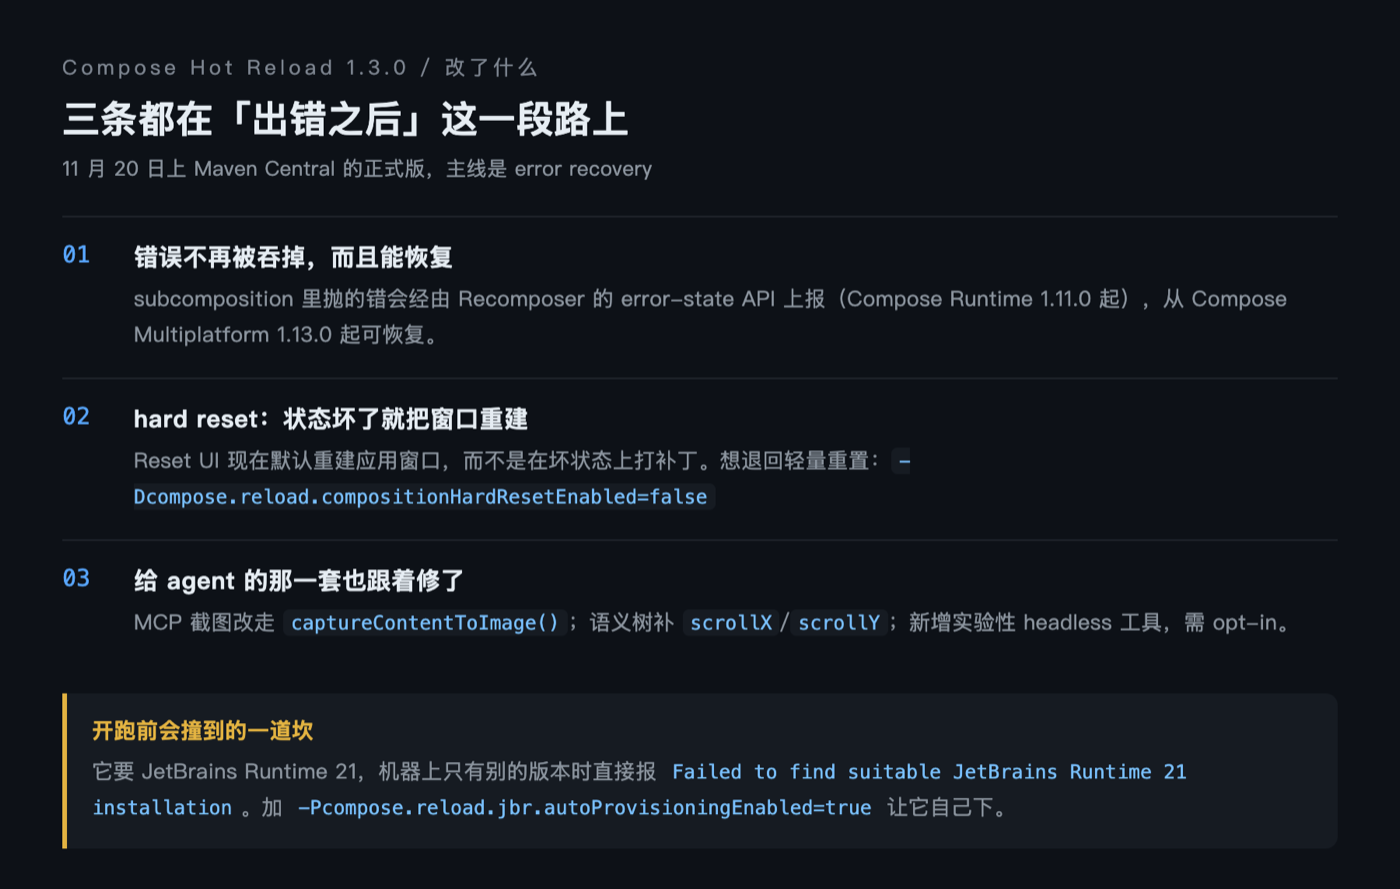 Compose Hot Reload 1.3.0 / 改了什么
三条都在「出错之后」这一段路上
11 月 20 日上 Maven Central 的正式版，主线是 error recovery
01
错误不再被吞掉，而且能恢复
subcomposition 里抛的错会经由 Recomposer 的 error-state API 上报（Compose Runtime 1.11.0 起），从 Compose
Multiplatform 1.13.0 起可恢复。
02
hard reset：状态坏了就把窗口重建
Reset UI 现在默认重建应用窗口，而不是在坏状态上打补丁。想退回轻量重置： -
Dcompose.reload.compositionHardResetEnabled=false
03
给 agent 的那一套也跟着修了
MCP 截图改走 captureContentToImage()；语义树补 scrollX / scrollY；新增实验性 headless 工具，需 opt-in。
开跑前会撞到的一道坎
它要 JetBrains Runtime 21，机器上只有别的版本时直接报 Failed to find suitable JetBrains Runtime 21
installation 。加 -Pcompose.reload.jbr.autoProvisioningEnabled=true 让它自己下。